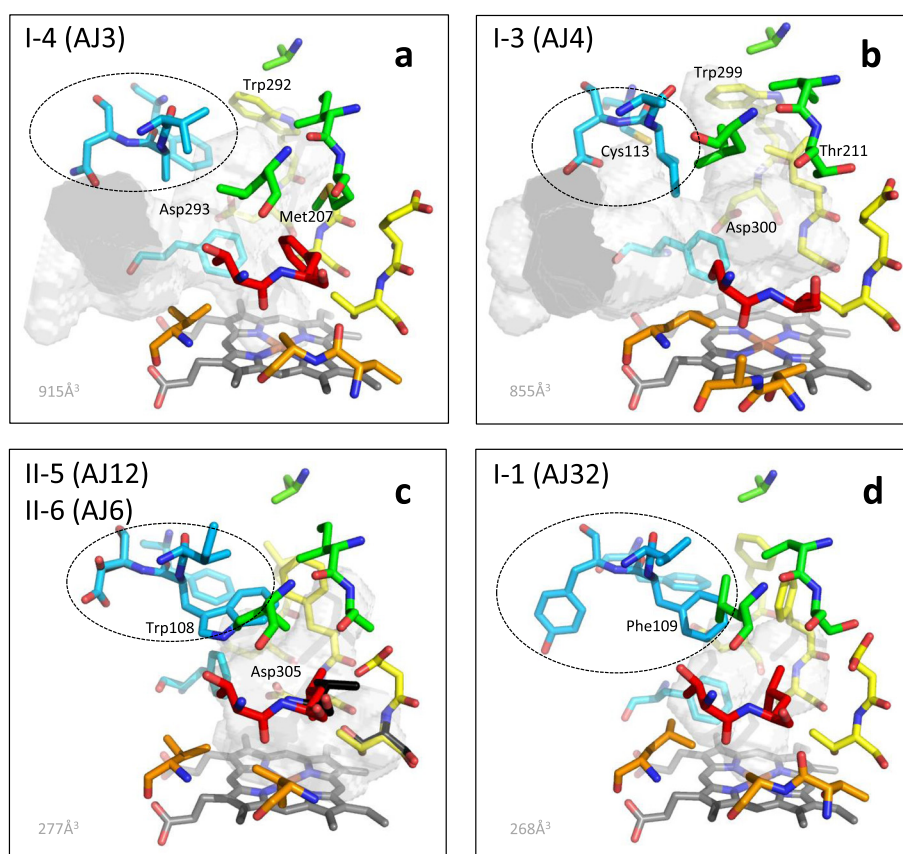 I-4 (AJ3)
a
Trp292
Asp293
Met207
915Å³
I-3 (AJ4)
b
Trp299
Cys113
Thr211
Asp300
855Å³
II-5 (AJ12)
II-6 (AJ6)
c
Trp108
Asp305
277Å³
I-1 (AJ32)
d
Phe109
268Å³